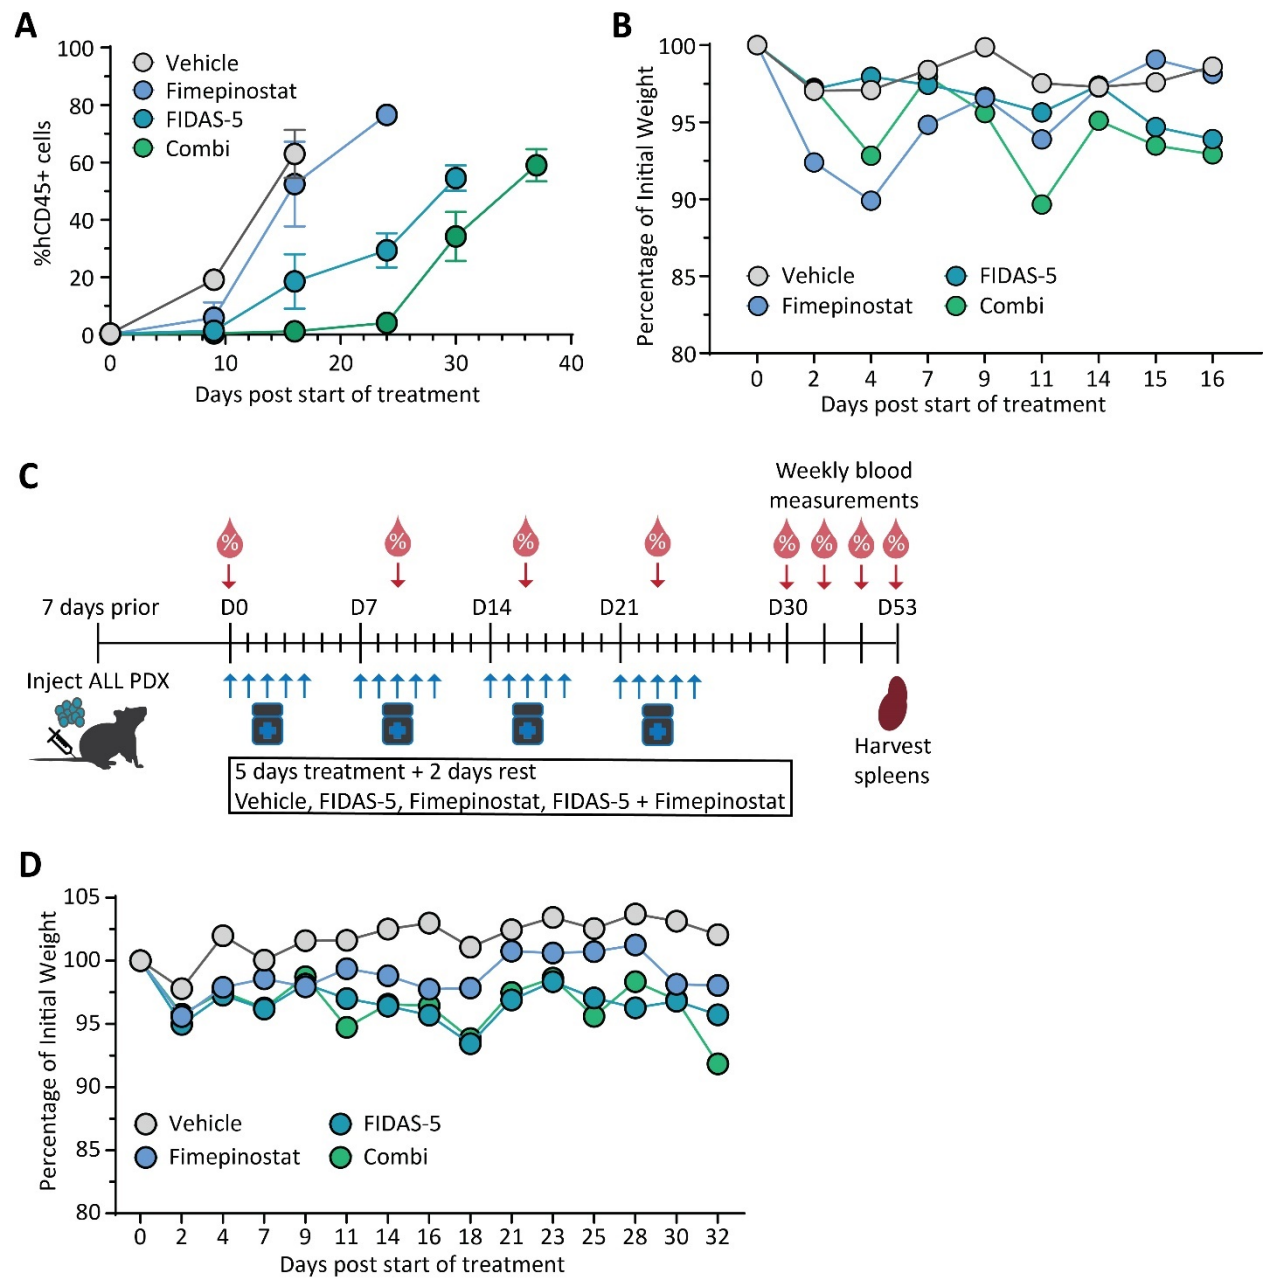 A
100
80
60
40
20
0
%hCD45+ cells
Vehicle
Fimepinostat
FIDAS-5
Combi
0 10 20 30 40
Days post start of treatment
B
100
95
90
85
80
Percentage of Initial Weight
Vehicle FIDAS-5
Fimepinostat Combi
0 2 4 7 9 11 14 15 16
Days post start of treatment
C
Weekly blood
measurements
% % % % % % % %
7 days prior D0 D7 D14 D21 D30 D53
Inject ALL PDX
Harvest
spleens
5 days treatment + 2 days rest
Vehicle, FIDAS-5, Fimepinostat, FIDAS-5 + Fimepinostat
D
105
100
95
90
85
80
Percentage of Initial Weight
Vehicle FIDAS-5
Fimepinostat Combi
0 2 4 7 9 11 14 16 18 21 23 25 28 30 32
Days post start of treatment